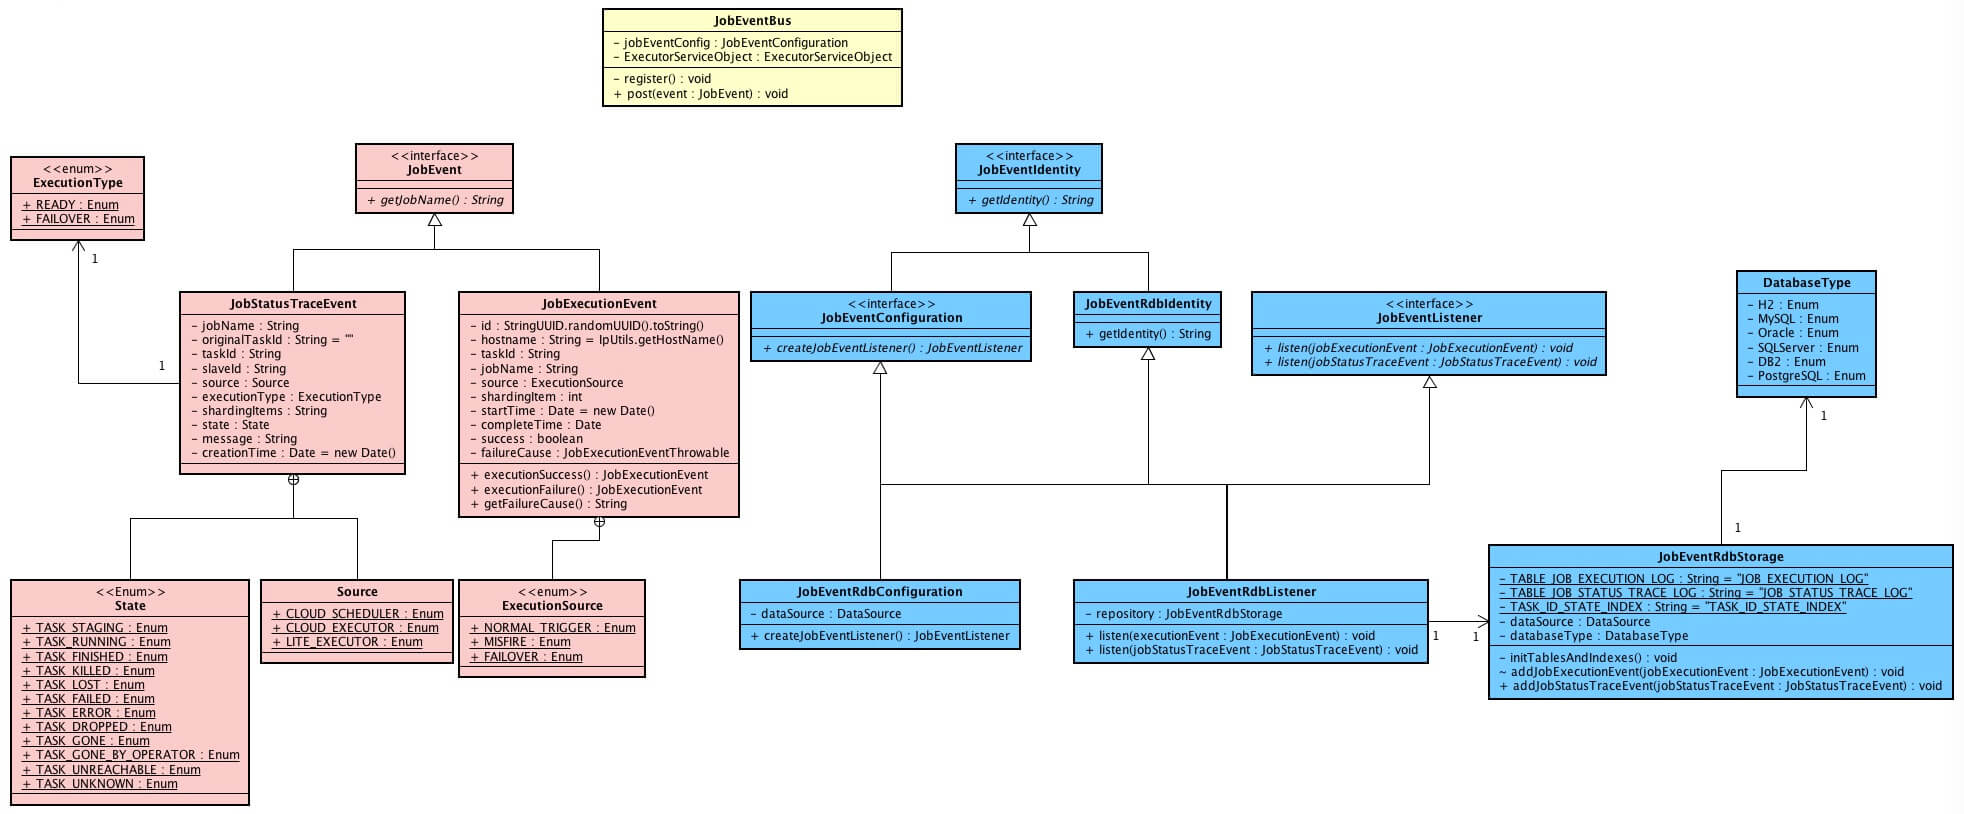 JobEventBus
- jobEventConfig : JobEventConfiguration
- ExecutorServiceObject : ExecutorServiceObject
- register() : void
+ post(event : JobEvent) : void
<<enum>>
ExecutionType
+ READY : Enum
+ FAILOVER : Enum
1
1
<<interface>>
JobEvent
+ getJobName() : String
<<interface>>
JobEventIdentity
+ getIdentity() : String
JobStatusTraceEvent
- jobName : String
- originalTaskId : String = ""
- taskId : String
- slaveId : String
- source : Source
- executionType : ExecutionType
- shardingItems : String
- state : State
- message : String
- creationTime : Date = new Date()
JobExecutionEvent
- id : StringUUID.randomUUID().toString()
- hostname : String = IpUtils.getHostName()
- taskId : String
- jobName : String
- source : ExecutionSource
- shardingItem : int
- startTime : Date = new Date()
- completeTime : Date
- success : boolean
- failureCause : JobExecutionEventThrowable
+ executionSuccess() : JobExecutionEvent
+ executionFailure() : JobExecutionEvent
+ getFailureCause() : String
<<interface>>
JobEventConfiguration
+ createJobEventListener() : JobEventListener
JobEventRdbIdentity
+ getIdentity() : String
<<interface>>
JobEventListener
+ listen(jobExecutionEvent : JobExecutionEvent) : void
+ listen(jobStatusTraceEvent : JobStatusTraceEvent) : void
DatabaseType
- H2 : Enum
- MySQL : Enum
- Oracle : Enum
- SQLServer : Enum
- DB2 : Enum
- PostgreSQL : Enum
1
1
<<Enum>>
State
+ TASK_STAGING : Enum
+ TASK_RUNNING : Enum
+ TASK_FINISHED : Enum
+ TASK_KILLED : Enum
+ TASK_LOST : Enum
+ TASK_FAILED : Enum
+ TASK_ERROR : Enum
+ TASK_DROPPED : Enum
+ TASK_GONE : Enum
+ TASK_GONE_BY_OPERATOR : Enum
+ TASK_UNREACHABLE : Enum
+ TASK_UNKNOWN : Enum
Source
+ CLOUD_SCHEDULER : Enum
+ CLOUD_EXECUTOR : Enum
+ LITE_EXECUTOR : Enum
<<enum>>
ExecutionSource
+ NORMAL_TRIGGER : Enum
+ MISFIRE : Enum
+ FAILOVER : Enum
JobEventRdbConfiguration
- dataSource : DataSource
+ createJobEventListener() : JobEventListener
JobEventRdbListener
- repository : JobEventRdbStorage
+ listen(executionEvent : JobExecutionEvent) : void
+ listen(jobStatusTraceEvent : JobStatusTraceEvent) : void
1
1
JobEventRdbStorage
- TABLE_JOB_EXECUTION_LOG : String = "JOB_EXECUTION_LOG"
- TABLE_JOB_STATUS_TRACE_LOG : String = "JOB_STATUS_TRACE_LOG"
- TASK_ID_STATE_INDEX : String = "TASK_ID_STATE_INDEX"
- dataSource : DataSource
- databaseType : DatabaseType
- initTablesAndIndexes() : void
~ addJobExecutionEvent(jobExecutionEvent : JobExecutionEvent) : void
+ addJobStatusTraceEvent(jobStatusTraceEvent : JobStatusTraceEvent) : void